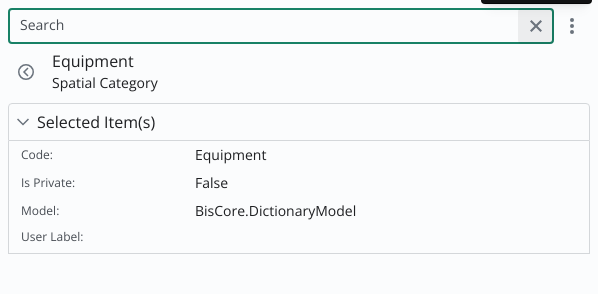 Search
Equipment
Spatial Category
Selected Item(s)
Code: Equipment
Is Private: False
Model: BisCore.DictionaryModel
User Label: